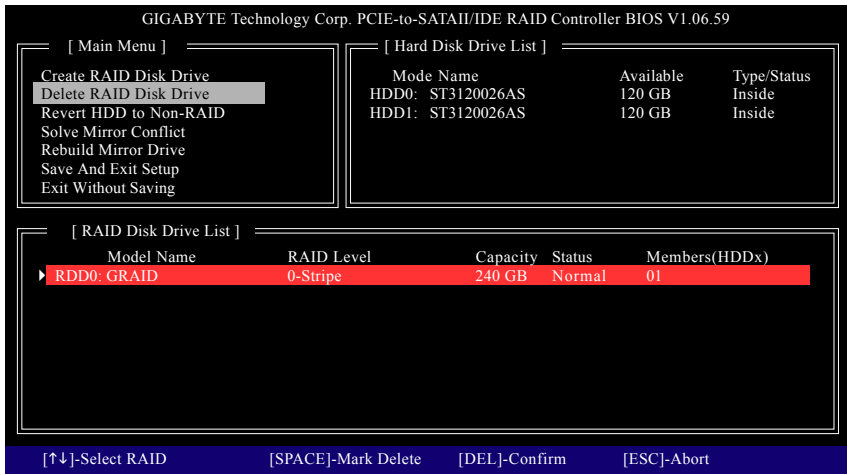 GIGABYTE Technology Corp. PCIE-to-SATAII/IDE RAID Controller BIOS V1.06.59
[ Main Menu ]
Create RAID Disk Drive
Delete RAID Disk Drive
Revert HDD to Non-RAID
Solve Mirror Conflict
Rebuild Mirror Drive
Save And Exit Setup
Exit Without Saving
[ Hard Disk Drive List ]
Mode Name Available Type/Status
HDD0: ST3120026AS 120 GB Inside
HDD1: ST3120026AS 120 GB Inside
[ RAID Disk Drive List ]
Model Name RAID Level Capacity Status Members(HDDx)
RDD0: GRAID 0-Stripe 240 GB Normal 01
[↑↓]-Select RAID [SPACE]-Mark Delete [DEL]-Confirm [ESC]-Abort